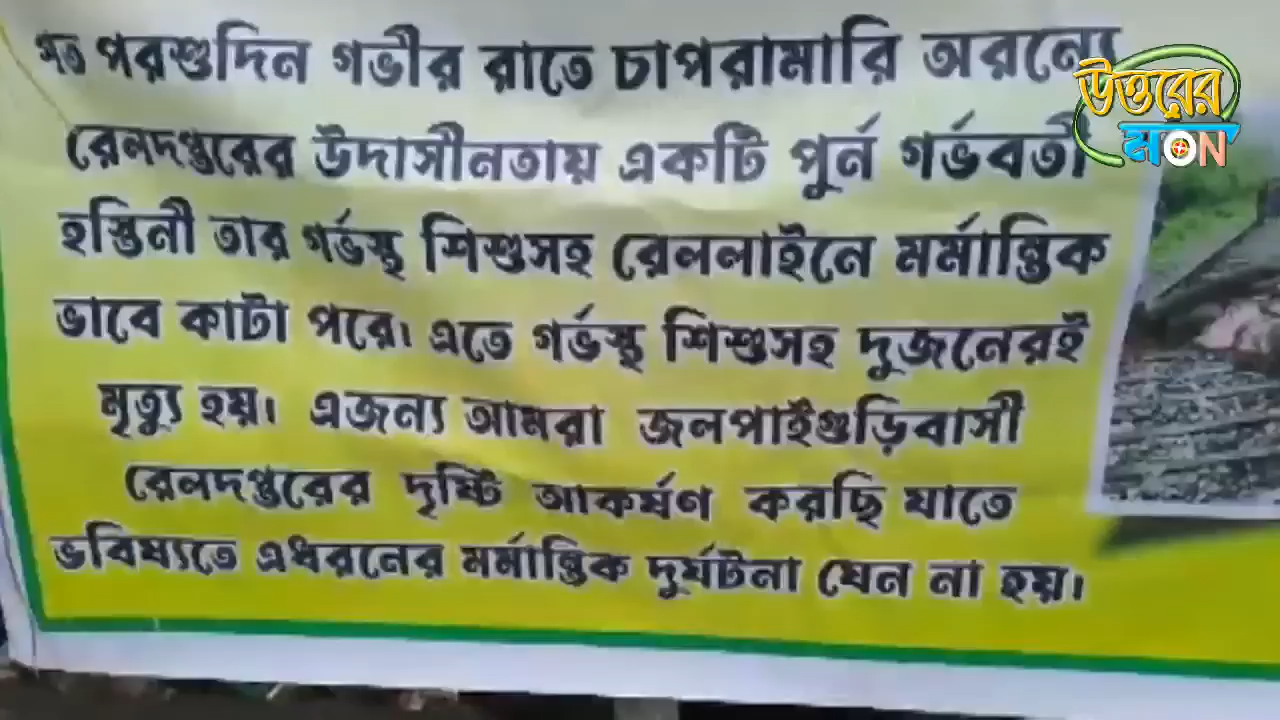 গত পরশুদিন গভীর রাতে চাপরামারি অরন্যে
রেলদপ্তরের উদাসীনতায় একটি পুর্ন গর্ভবতী
হস্তিনী তার গর্ভস্থ শিশুসহ রেললাইনে মর্মান্তিক
ভাবে কাটা পরে। এতে গর্ভস্থ শিশুসহ দুজনেরই
মৃত্যু হয়। এজন্য আমরা জলপাইগুড়িবাসী
রেলদপ্তরের দৃষ্টি আকর্ষণ করছি যাতে
ভবিষ্যতে এধরনের মর্মান্তিক দুর্ঘটনা যেন না হয়।
উত্তরের
মON